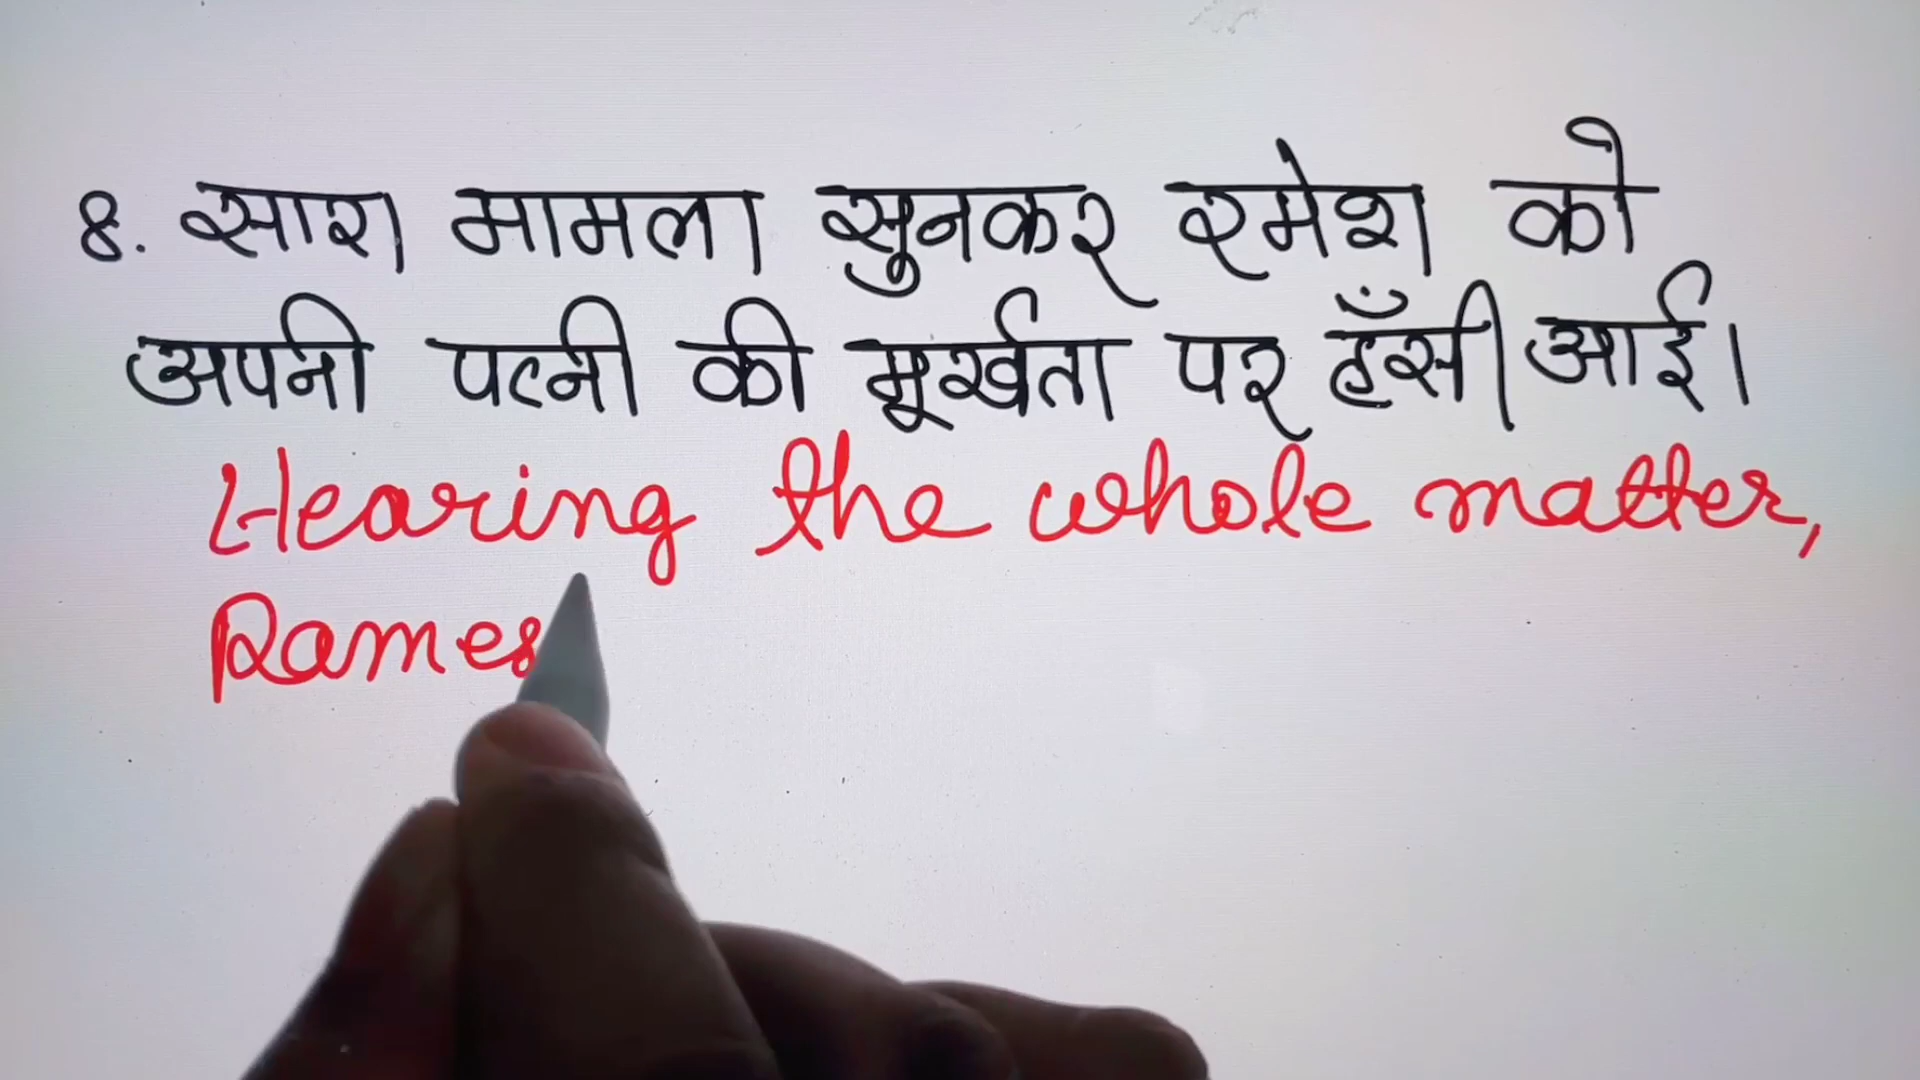 8. सारा मामला सुनकर रमेश को
अपनी पत्नी की मूर्खता पर हँसी आई।
Hearing the whole matter,
Rames